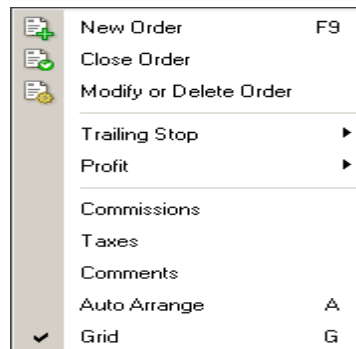 New Order F9
Close Order
Modify or Delete Order
Trailing Stop
Profit
Commissions
Taxes
Comments
Auto Arrange A
Grid G